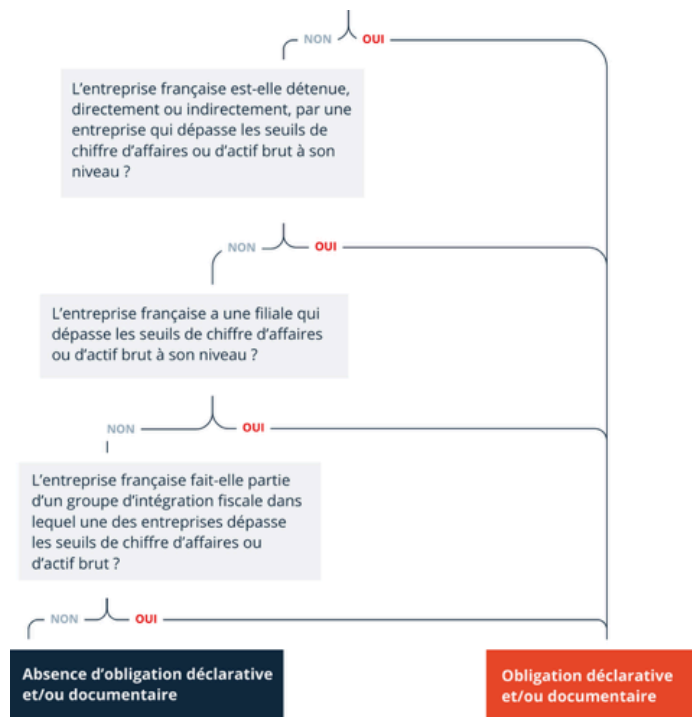 NON OUI
L'entreprise française est-elle détenue,
directement ou indirectement, par une
entreprise qui dépasse les seuils de
chiffre d'affaires ou d'actif brut à son
niveau ?
NON OUI
L'entreprise française a une filiale qui
dépasse les seuils de chiffre d'affaires
ou d'actif brut à son niveau ?
NON OUI
L'entreprise française fait-elle partie
d'un groupe d'intégration fiscale dans
lequel une des entreprises dépasse
les seuils de chiffre d'affaires ou
d'actif brut ?
NON OUI
Absence d'obligation déclarative
et/ou documentaire
Obligation déclarative
et/ou documentaire